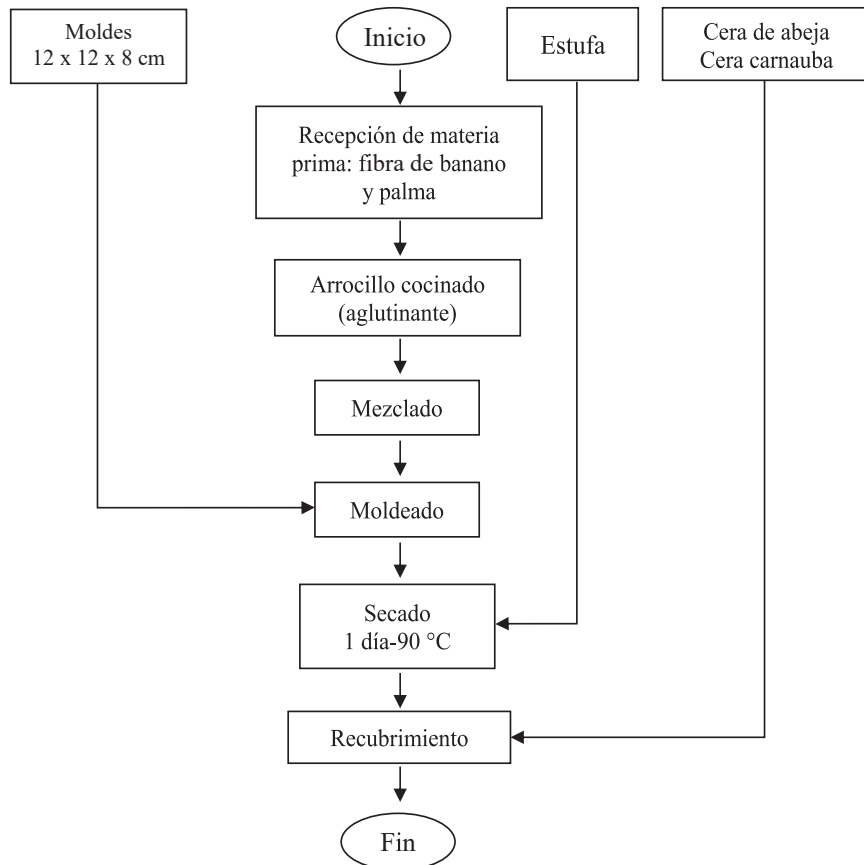 Moldes
12 x 12 x 8 cm
Inicio
Estufa
Cera de abeja
Cera carnauba
Recepción de materia
prima: fibra de banano
y palma
Arrocillo cocinado
(aglutinante)
Mezclado
Moldeado
Secado
1 día-90 °C
Recubrimiento
Fin